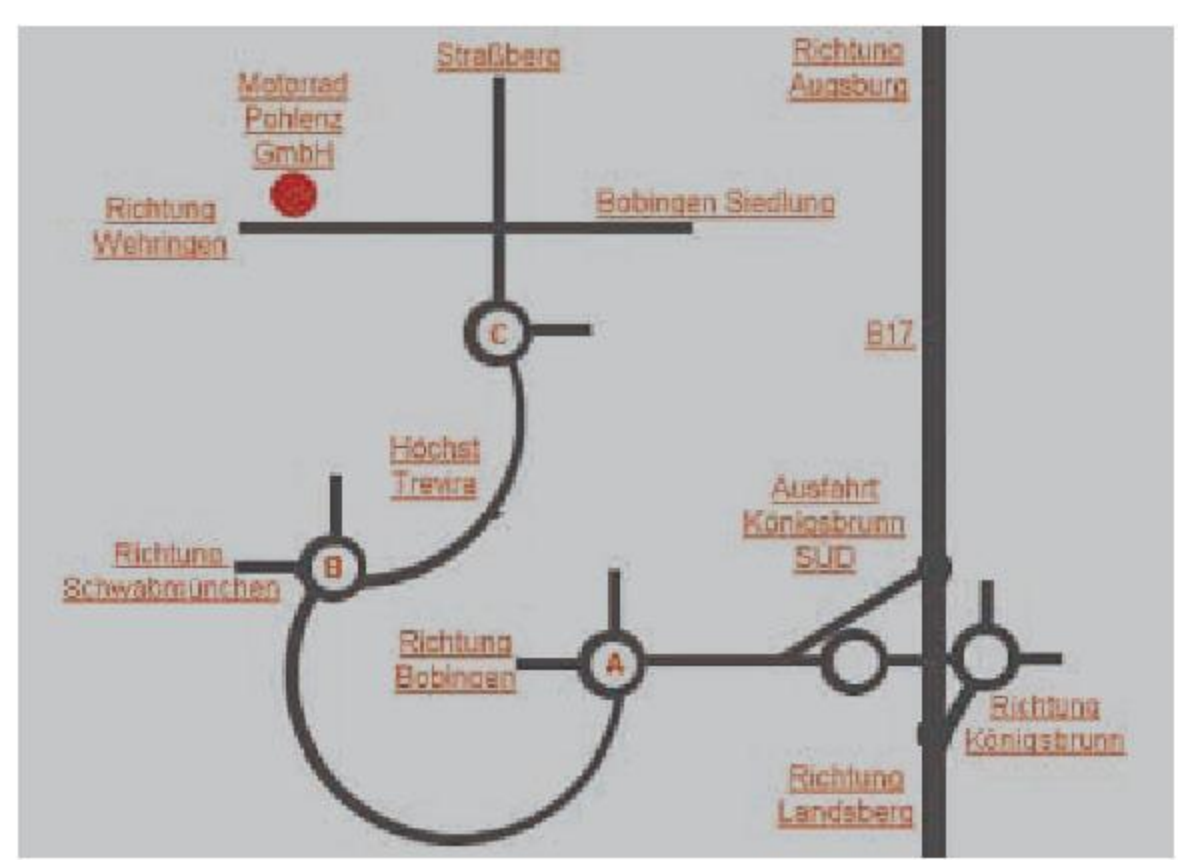 Straßberg
Richtung
Augsburg
Motorrad
Pohlenz
GmbH
Richtung
Wehringen
Bobingen Siedlung
C
B17
Höchst
Trevira
Ausfahrt
Königsbrunn
SÜD
Richtung
Schwabmünchen
B
Richtung
Bobingen
A
Richtung
Königsbrunn
Richtung
Landsberg